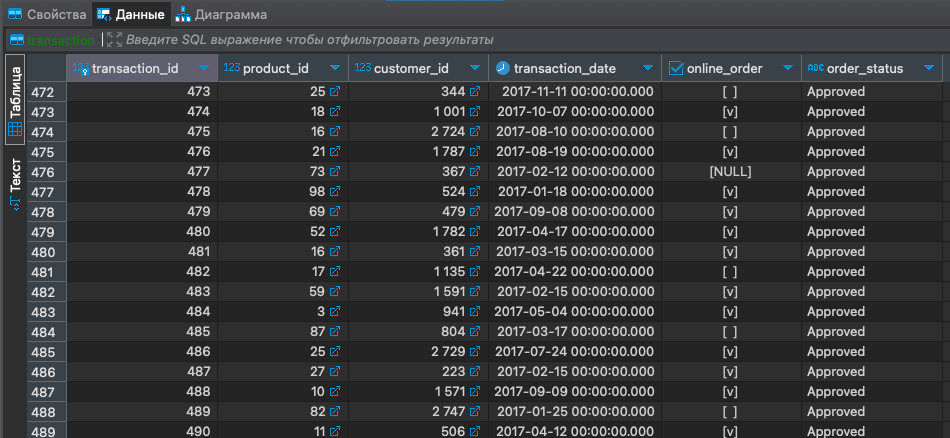 Свойства Данные Диаграмма
transaction Введите SQL выражение чтобы отфильтровать результаты
123 transaction_id 123 product_id 123 customer_id transaction_date online_order ABC order_status
472 473 25 344 2017-11-11 00:00:00.000 [ ] Approved
473 474 18 1 001 2017-10-07 00:00:00.000 [v] Approved
474 475 16 2 724 2017-08-10 00:00:00.000 [ ] Approved
475 476 21 1 787 2017-08-19 00:00:00.000 [v] Approved
476 477 73 367 2017-02-12 00:00:00.000 [NULL] Approved
477 478 98 524 2017-01-18 00:00:00.000 [v] Approved
478 479 69 479 2017-09-08 00:00:00.000 [v] Approved
479 480 52 1 782 2017-04-17 00:00:00.000 [v] Approved
480 481 16 361 2017-03-15 00:00:00.000 [v] Approved
481 482 17 1 135 2017-04-22 00:00:00.000 [ ] Approved
482 483 59 1 591 2017-02-15 00:00:00.000 [v] Approved
483 484 3 941 2017-05-04 00:00:00.000 [v] Approved
484 485 87 804 2017-03-17 00:00:00.000 [ ] Approved
485 486 25 2 729 2017-07-24 00:00:00.000 [v] Approved
486 487 27 223 2017-02-15 00:00:00.000 [v] Approved
487 488 10 1 571 2017-09-09 00:00:00.000 [v] Approved
488 489 82 2 747 2017-01-25 00:00:00.000 [ ] Approved
489 490 11 506 2017-04-12 00:00:00.000 [v] Approved
Таблица
Текст